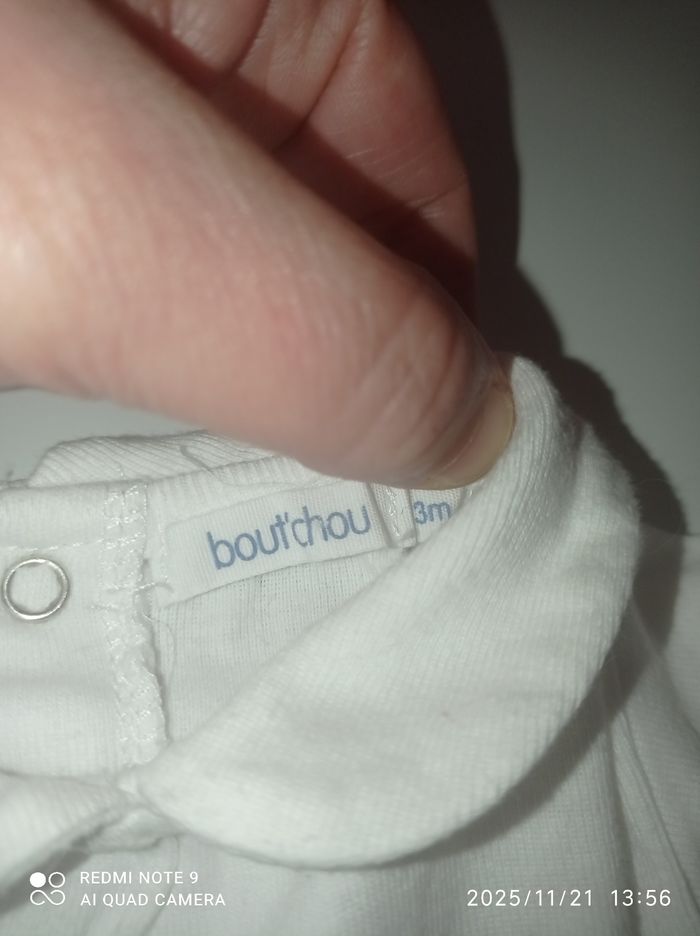 bout'chou 3m
REDMI NOTE 9
AI QUAD CAMERA
2025/11/21 13:56